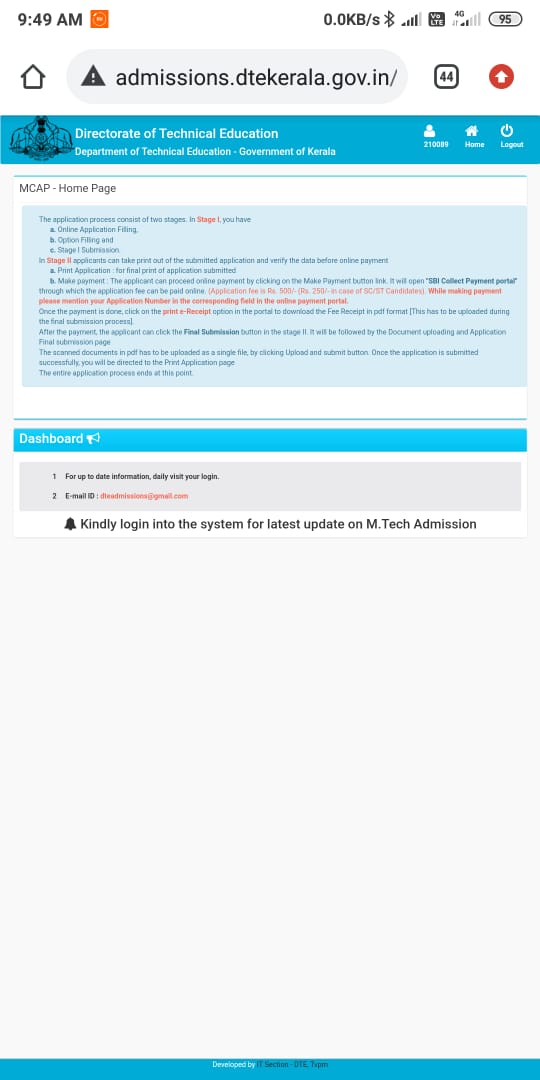 9:49 AM
0.0KB/s
Vo LTE
4G
95
admissions.dtekerala.gov.in/
44
Directorate of Technical Education
Department of Technical Education - Government of Kerala
210089
Home
Logout
MCAP - Home Page
The application process consist of two stages. In Stage I, you have
a. Online Application Filling,
b. Option Filling and
c. Stage I Submission.
In Stage II applicants can take print out of the submitted application and verify the data before online payment
a. Print Application : for final print of application submitted
b. Make payment : The applicant can proceed online payment by clicking on the Make Payment button link. It will open "SBI Collect Payment portal"
through which the application fee can be paid online. (Application fee is Rs. 500/- (Rs. 250/- in case of SC/ST Candidates). While making payment
please mention your Application Number in the corresponding field in the online payment portal.
Once the payment is done, click on the print e-Receipt option in the portal to download the Fee Receipt in pdf format [This has to be uploaded during
the final submission process].
After the payment, the applicant can click the Final Submission button in the stage II. It will be followed by the Document uploading and Application
Final submission page
The scanned documents in pdf has to be uploaded as a single file, by clicking Upload and submit button. Once the application is submitted
successfully, you will be directed to the Print Application page
The entire application process ends at this point.
Dashboard
1 For up to date information, daily visit your login.
2 E-mail ID : dteadmissions@gmail.com
Kindly login into the system for latest update on M.Tech Admission
Developed by IT Section - DTE, Tvpm